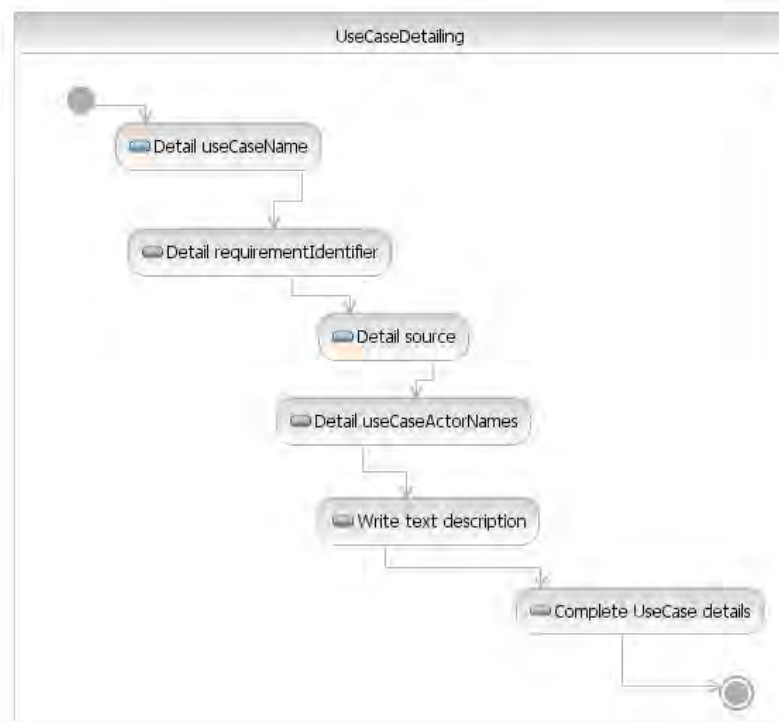 UseCaseDetailing
Detail useCaseName
Detail requirementIdentifier
Detail source
Detail useCaseActorNames
Write text description
Complete UseCase details